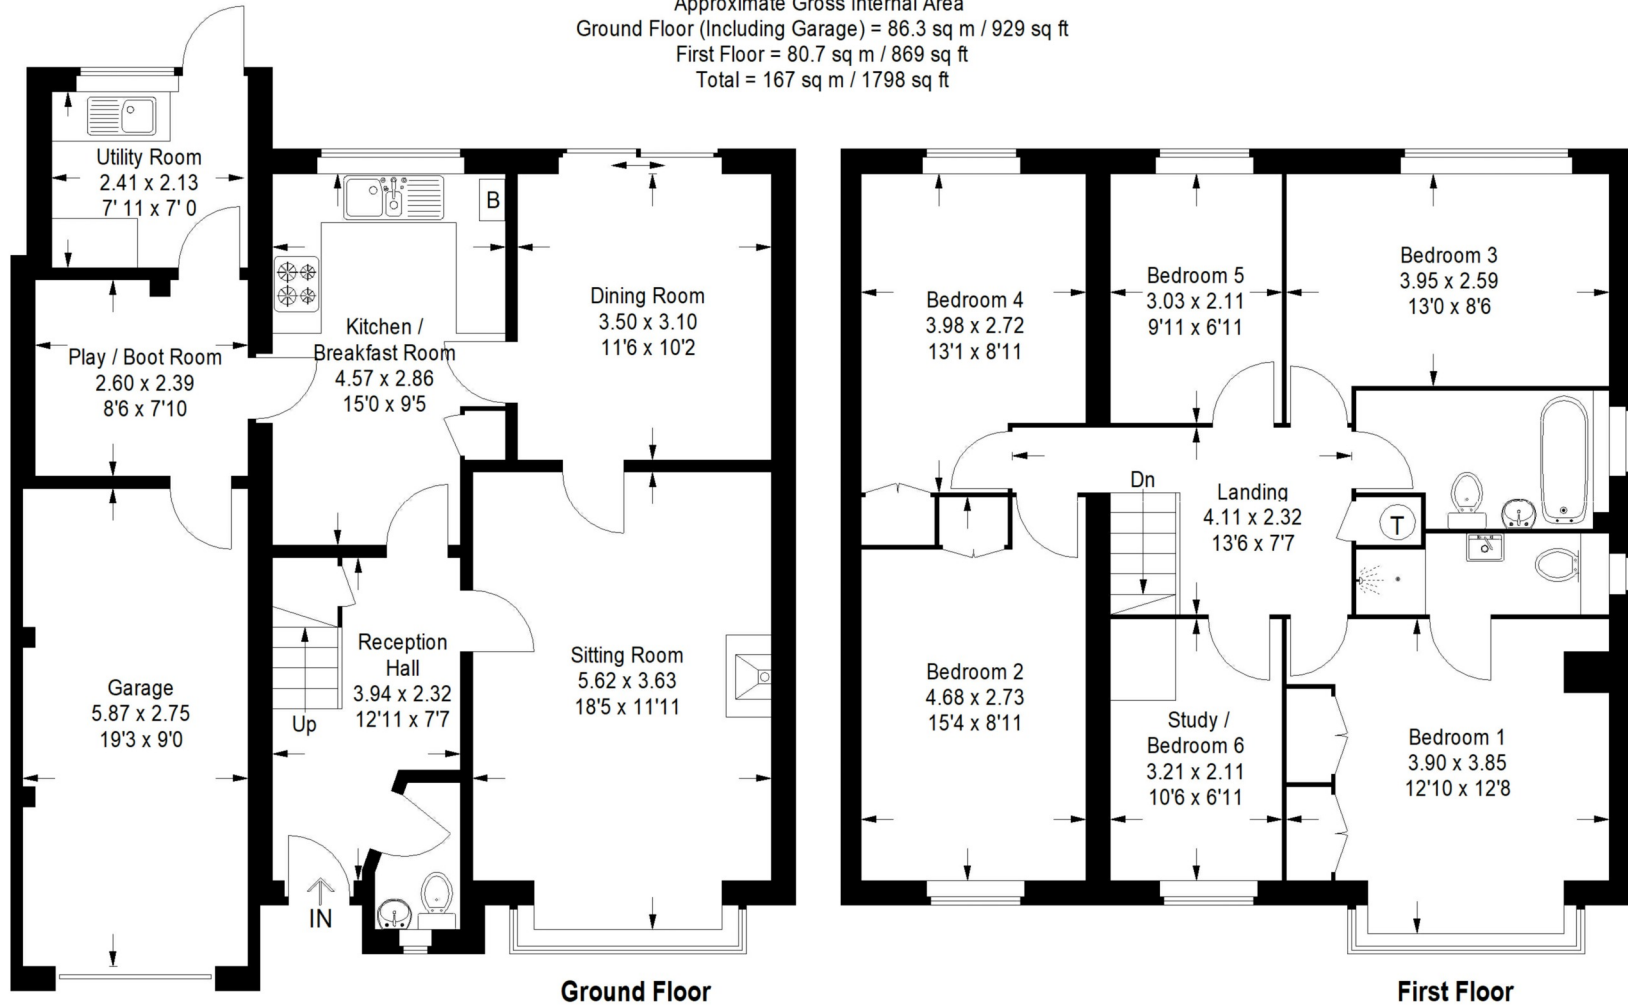 Approximate Gross Internal Area
Ground Floor (Including Garage) = 86.3 sq m / 929 sq ft
First Floor = 80.7 sq m / 869 sq ft
Total = 167 sq m / 1798 sq ft
Utility Room
2.41 x 2.13
7' 11 x 7' 0
B
Dining Room
3.50 x 3.10
11'6 x 10'2
Kitchen /
Breakfast Room
4.57 x 2.86
15'0 x 9'5
Play / Boot Room
2.60 x 2.39
8'6 x 7'10
Reception
Hall
3.94 x 2.32
12'11 x 7'7
Up
Sitting Room
5.62 x 3.63
18'5 x 11'11
Garage
5.87 x 2.75
19'3 x 9'0
IN
Ground Floor
Bedroom 4
3.98 x 2.72
13'1 x 8'11
Bedroom 5
3.03 x 2.11
9'11 x 6'11
Bedroom 3
3.95 x 2.59
13'0 x 8'6
Dn
Landing
4.11 x 2.32
13'6 x 7'7
T
Bedroom 2
4.68 x 2.73
15'4 x 8'11
Study /
Bedroom 6
3.21 x 2.11
10'6 x 6'11
Bedroom 1
3.90 x 3.85
12'10 x 12'8
First Floor